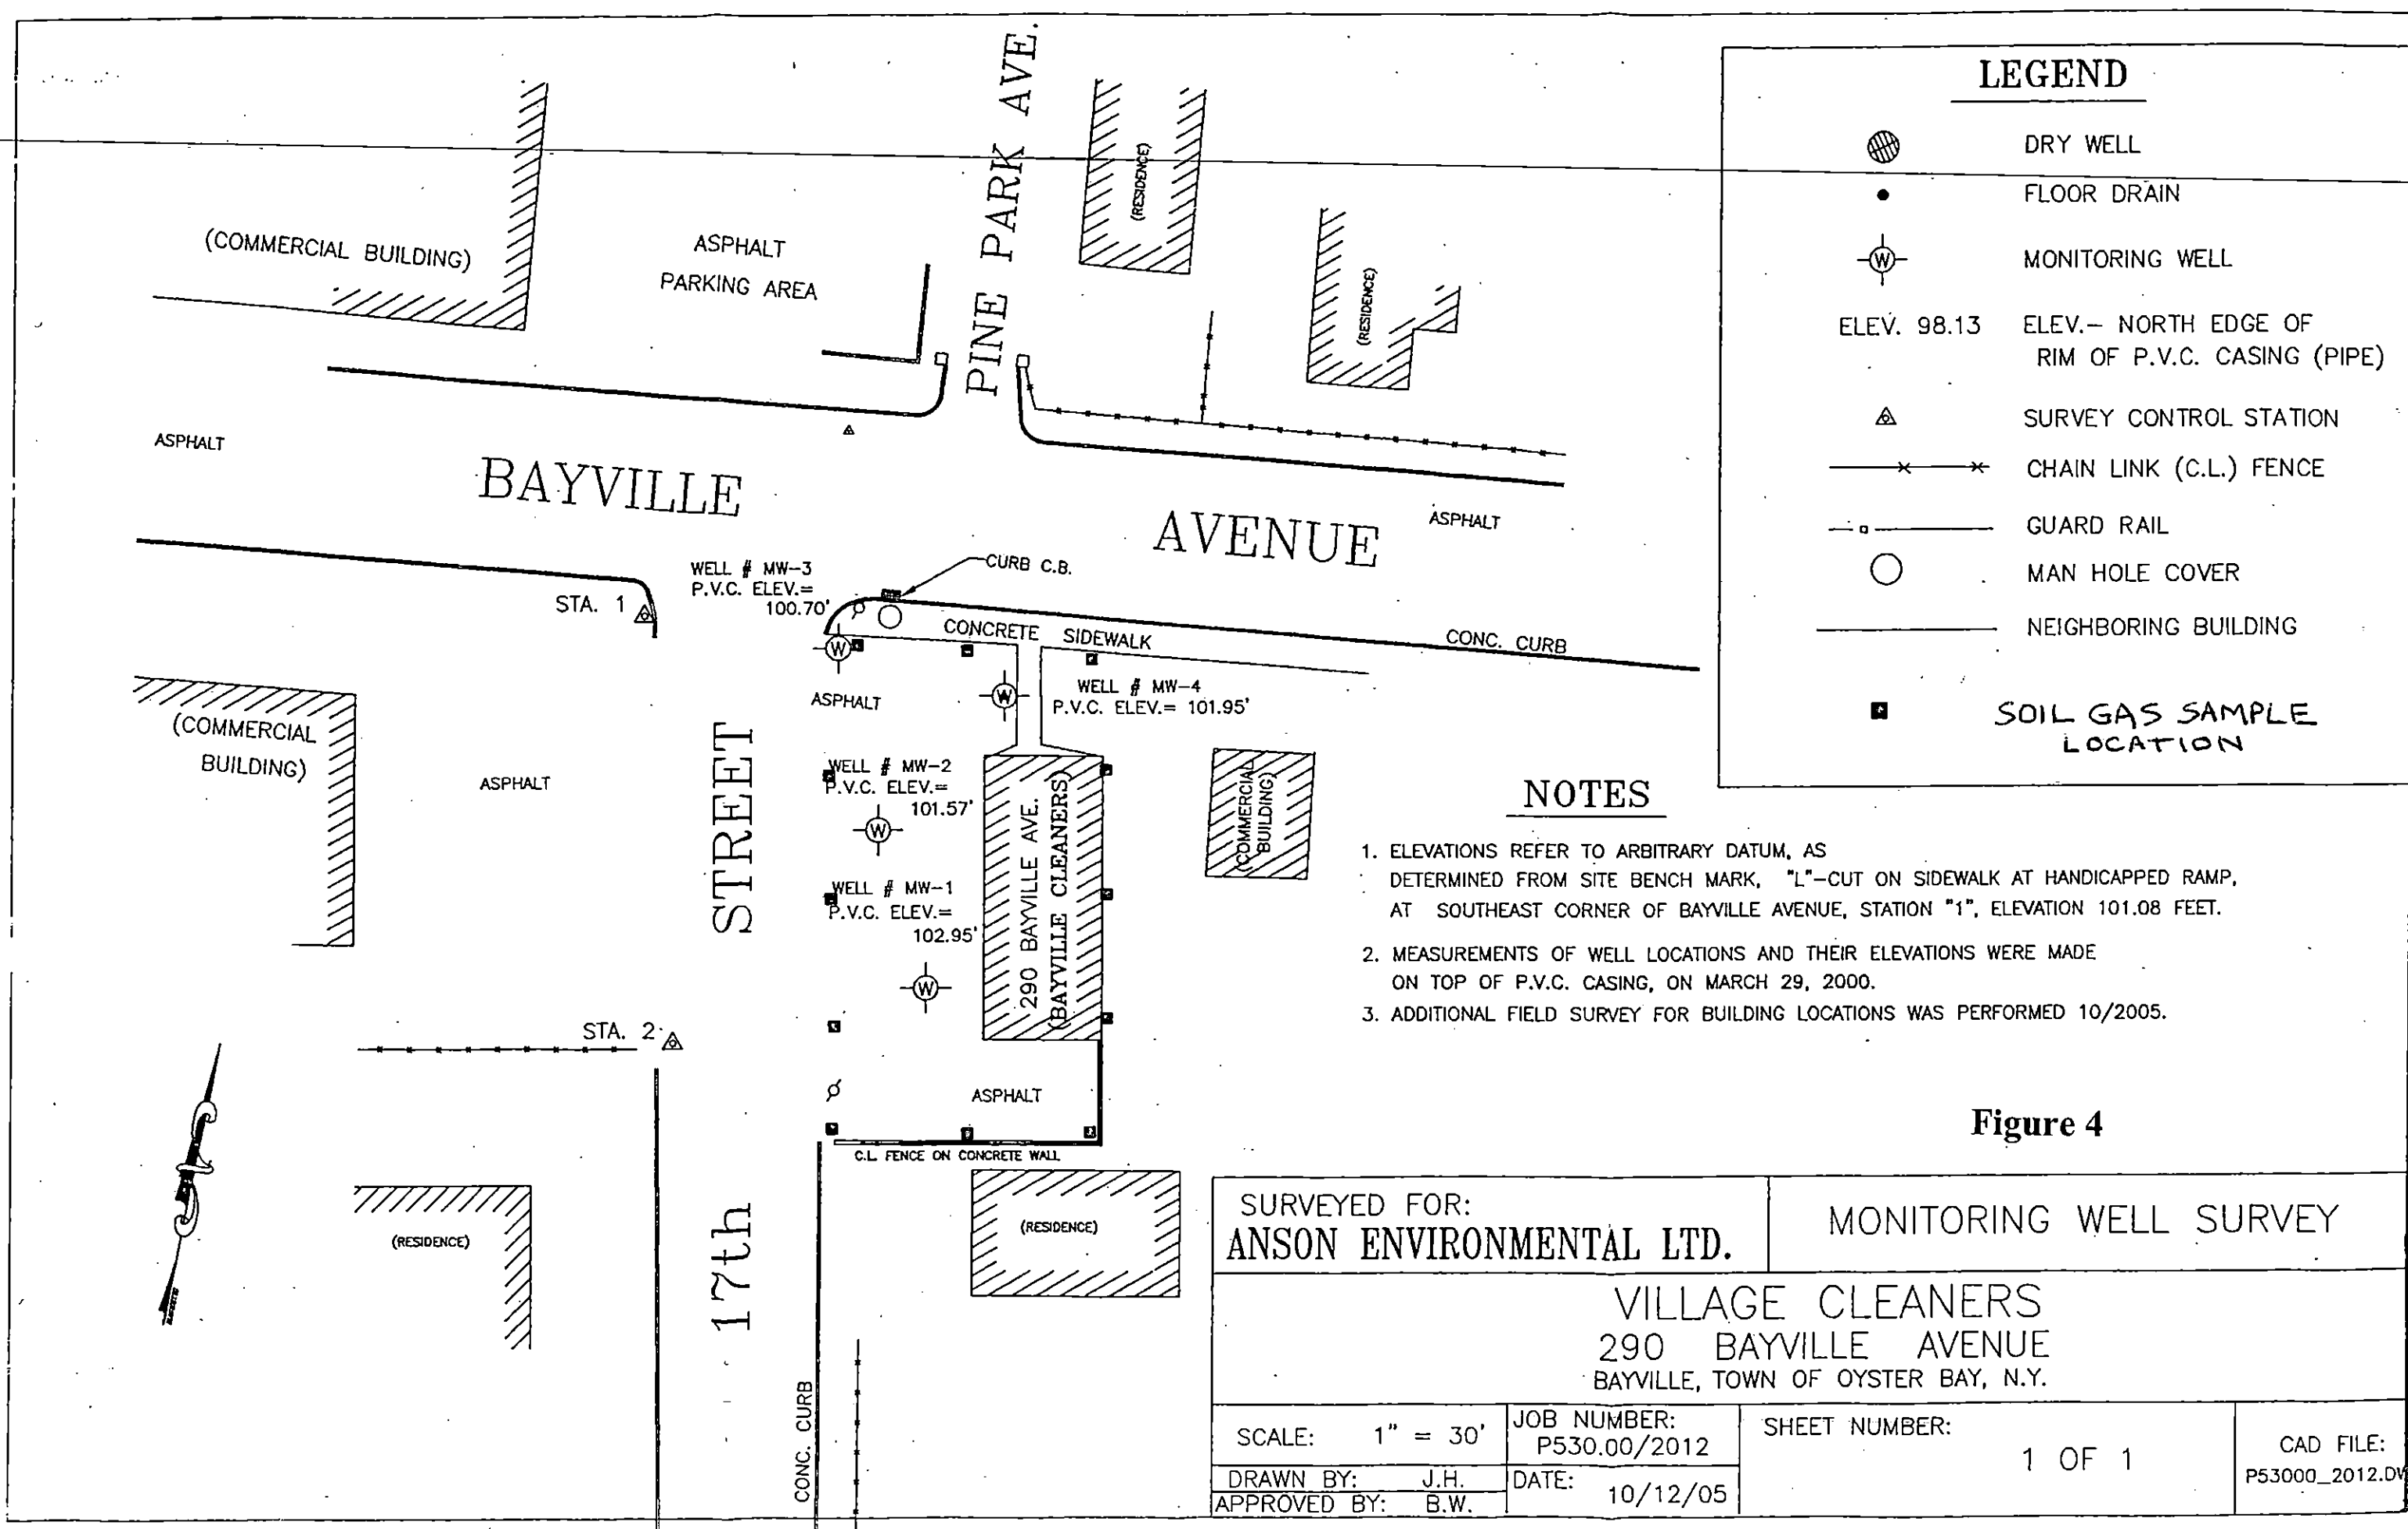 PINE PARK AVE.
(COMMERCIAL BUILDING)
ASPHALT
PARKING AREA
(RESIDENCE)
(RESIDENCE)
ASPHALT
BAYVILLE
AVENUE
ASPHALT
WELL # MW-3
P.V.C. ELEV.=
100.70'
CURB C.B.
STA. 1
CONCRETE SIDEWALK
CONC. CURB
WELL # MW-4
P.V.C. ELEV.= 101.95'
ASPHALT
(COMMERCIAL
BUILDING)
ASPHALT
STREET
WELL # MW-2
P.V.C. ELEV.=
101.57'
WELL # MW-1
P.V.C. ELEV.=
102.95'
290 BAYVILLE AVE.
(BAYVILLE CLEANERS)
(COMMERCIAL
BUILDING)
STA. 2
ASPHALT
C.L. FENCE ON CONCRETE WALL
(RESIDENCE)
(RESIDENCE)
17th
CONC. CURB
W
W
W
W
LEGEND
DRY WELL
FLOOR DRAIN
W MONITORING WELL
ELEV. 98.13 ELEV.- NORTH EDGE OF
RIM OF P.V.C. CASING (PIPE)
SURVEY CONTROL STATION
CHAIN LINK (C.L.) FENCE
GUARD RAIL
MAN HOLE COVER
NEIGHBORING BUILDING
SOIL GAS SAMPLE
LOCATION
NOTES
1. ELEVATIONS REFER TO ARBITRARY DATUM, AS
DETERMINED FROM SITE BENCH MARK, "L"-CUT ON SIDEWALK AT HANDICAPPED RAMP,
AT SOUTHEAST CORNER OF BAYVILLE AVENUE, STATION "1", ELEVATION 101.08 FEET.
2. MEASUREMENTS OF WELL LOCATIONS AND THEIR ELEVATIONS WERE MADE
ON TOP OF P.V.C. CASING, ON MARCH 29, 2000.
3. ADDITIONAL FIELD SURVEY FOR BUILDING LOCATIONS WAS PERFORMED 10/2005.
Figure 4
SURVEYED FOR:
ANSON ENVIRONMENTAL LTD.
MONITORING WELL SURVEY
VILLAGE CLEANERS
290 BAYVILLE AVENUE
BAYVILLE, TOWN OF OYSTER BAY, N.Y.
SCALE: 1" = 30'
JOB NUMBER:
P530.00/2012
SHEET NUMBER:
1 OF 1
CAD FILE:
P53000_2012.DW
DRAWN BY: J.H.
APPROVED BY: B.W.
DATE:
10/12/05